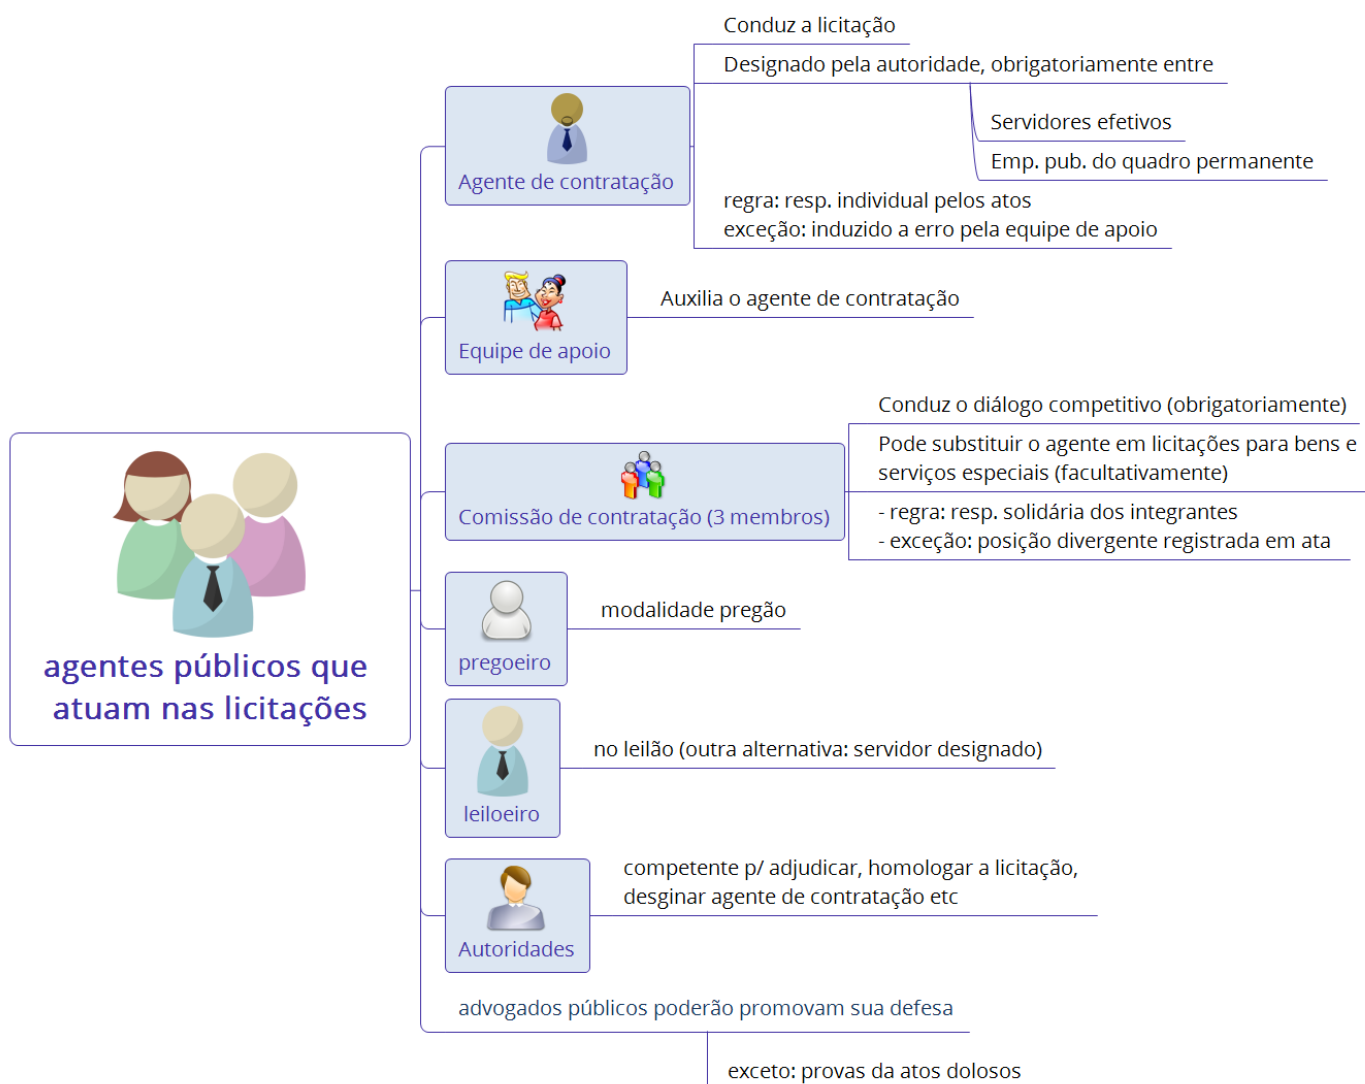 agentes públicos que
atuam nas licitações
Agente de contratação
Conduz a licitação
Designado pela autoridade, obrigatoriamente entre
Servidores efetivos
Emp. pub. do quadro permanente
regra: resp. individual pelos atos
exceção: induzido a erro pela equipe de apoio
Equipe de apoio
Auxilia o agente de contratação
Comissão de contratação (3 membros)
Conduz o diálogo competitivo (obrigatoriamente)
Pode substituir o agente em licitações para bens e
serviços especiais (facultativamente)
- regra: resp. solidária dos integrantes
- exceção: posição divergente registrada em ata
pregoeiro
modalidade pregão
leiloeiro
no leilão (outra alternativa: servidor designado)
Autoridades
competente p/ adjudicar, homologar a licitação,
desginar agente de contratação etc
advogados públicos poderão promovam sua defesa
exceto: provas da atos dolosos